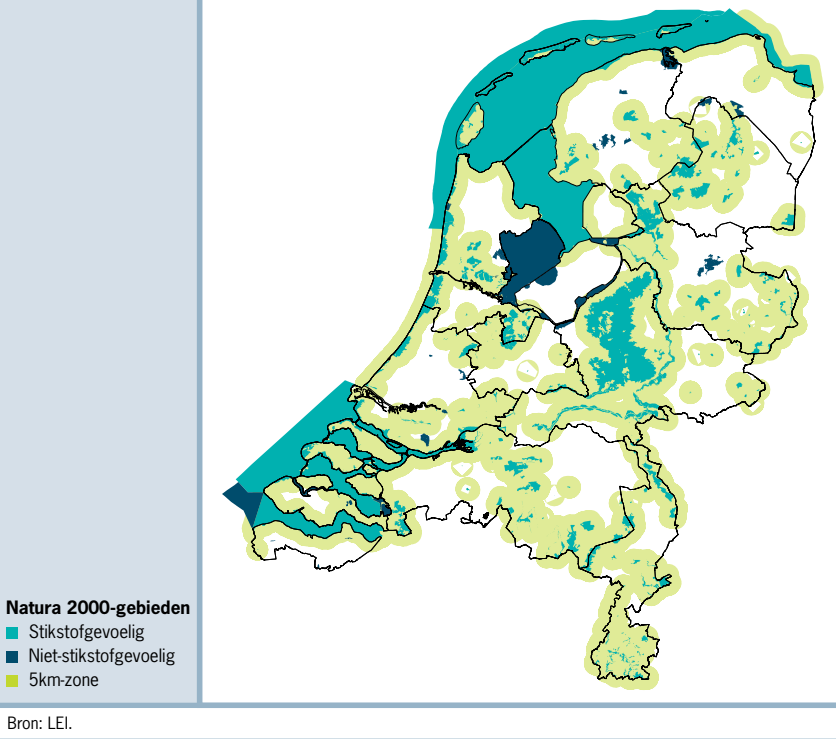 Natura 2000-gebieden
Stikstofgevoelig
Niet-stikstofgevoelig
5km-zone
Bron: LEI.